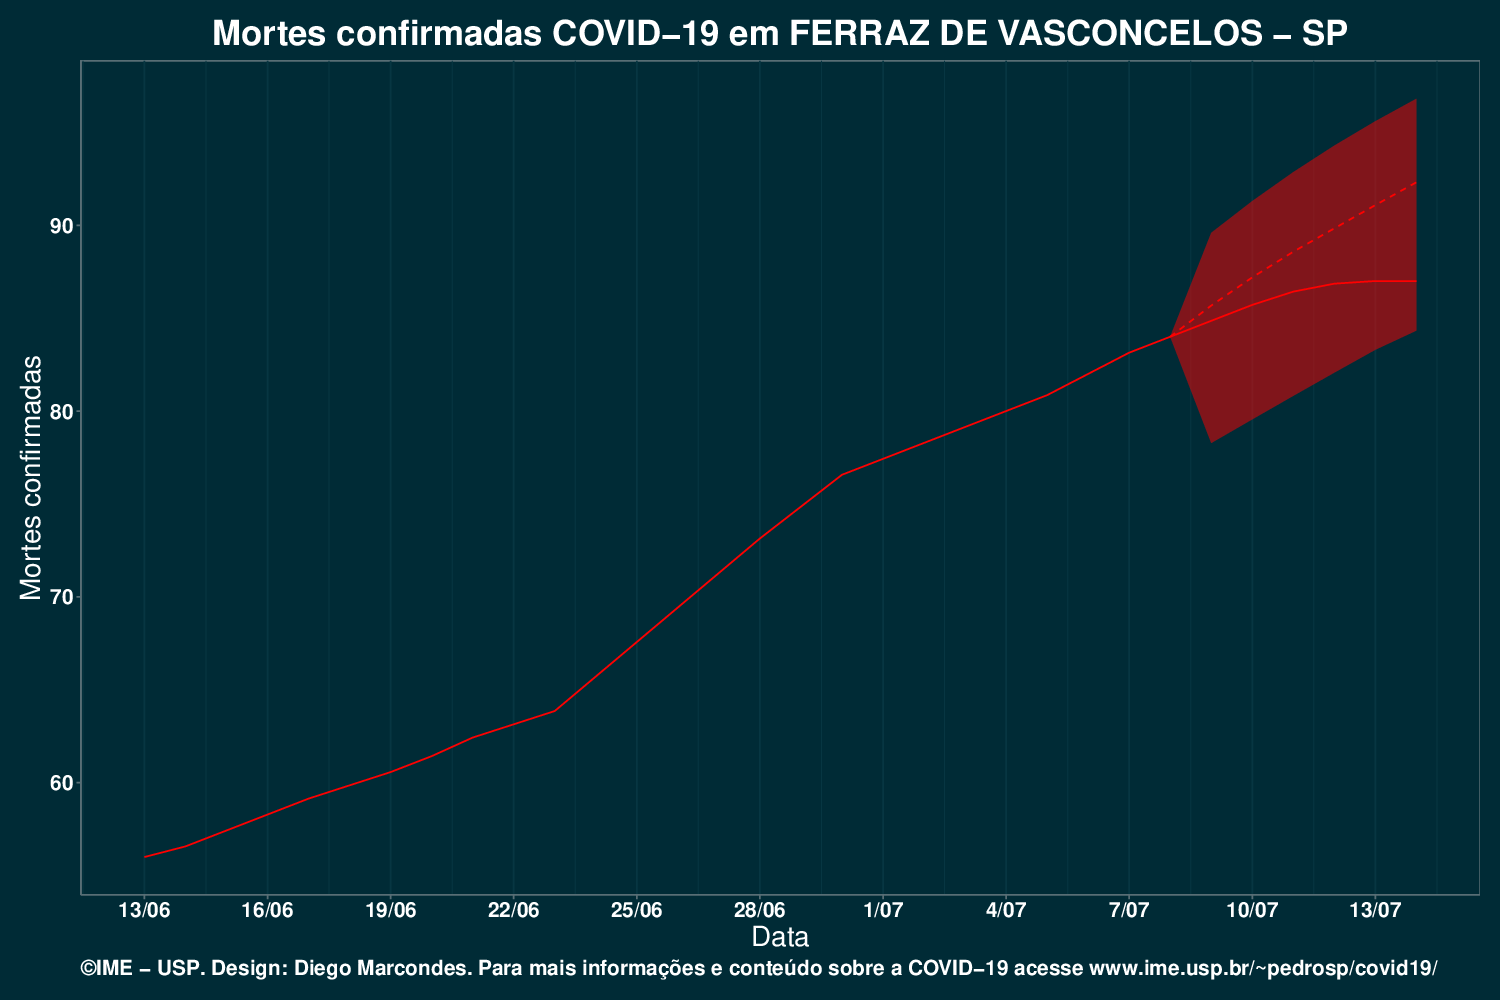 Mortes confirmadas COVID−19 em FERRAZ DE VASCONCELOS − SP
Mortes confirmadas
90
80
70
60
13/06 16/06 19/06 22/06 25/06 28/06 1/07 4/07 7/07 10/07 13/07
Data
©IME − USP. Design: Diego Marcondes. Para mais informações e conteúdo sobre a COVID−19 acesse www.ime.usp.br/~pedrosp/covid19/